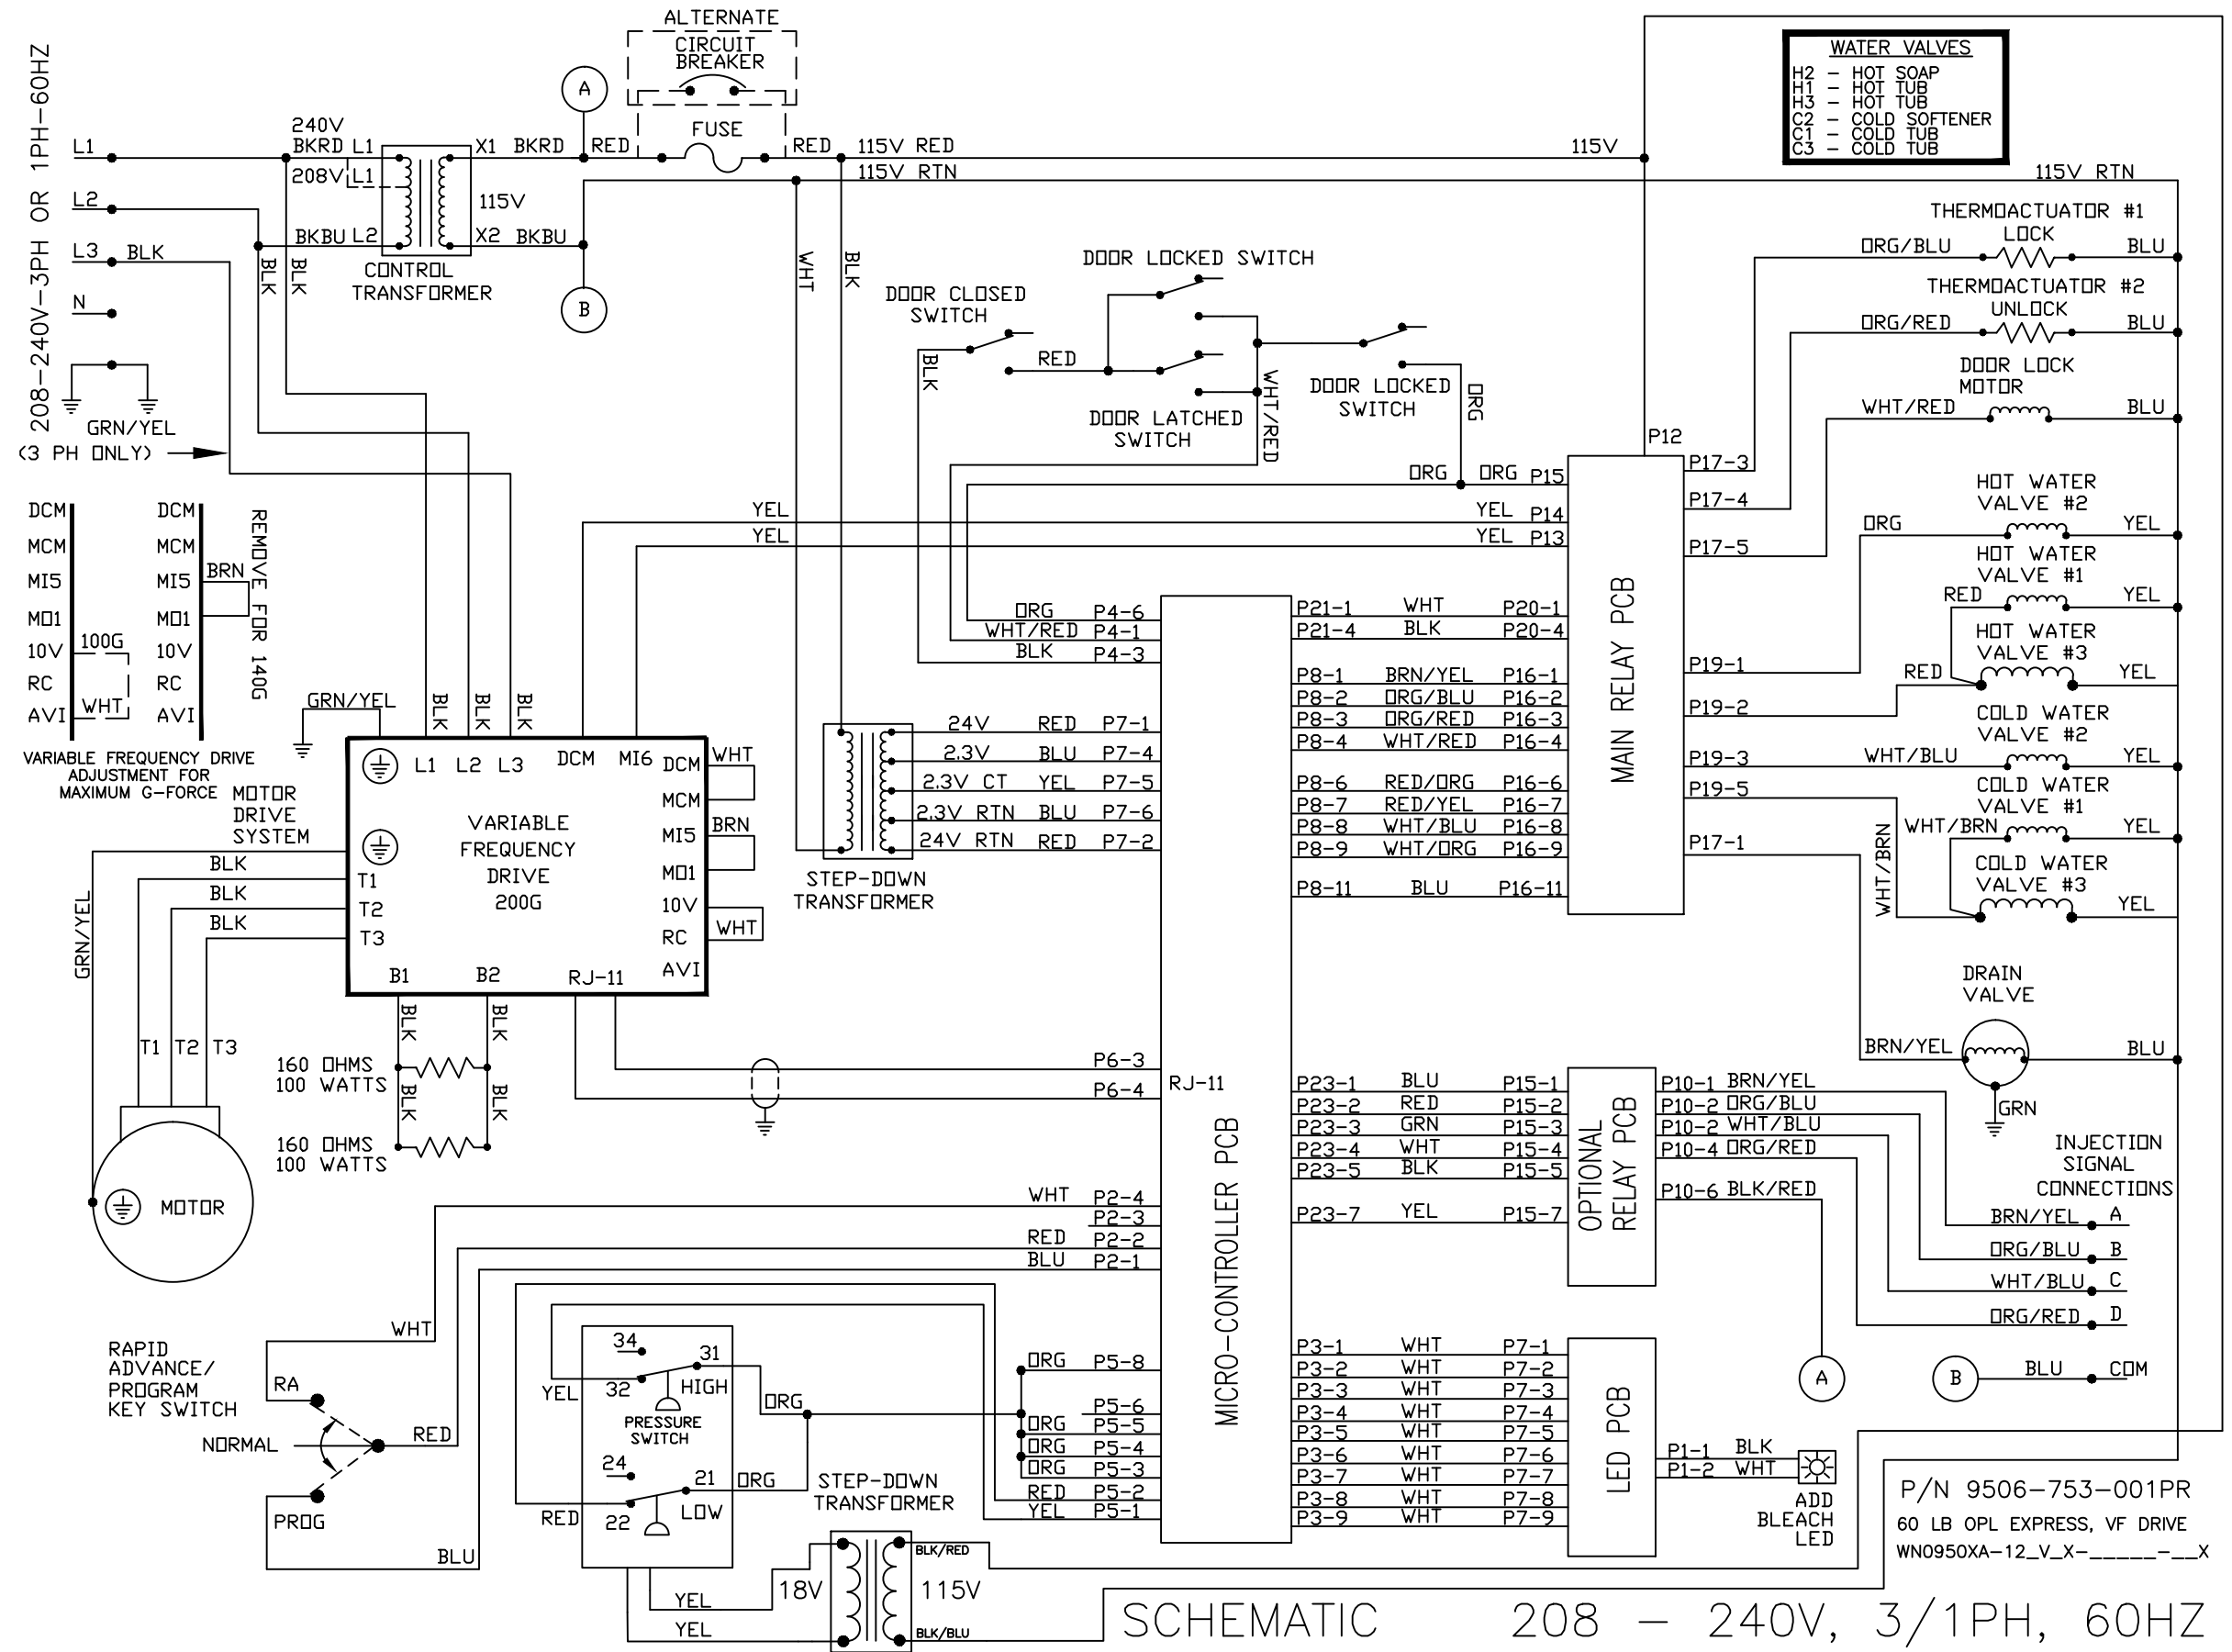 208-240V-3PH OR 1PH-60HZ
L1
L2
L3
BLK
N
GRN/YEL
(3 PH ONLY)
240V
BKRD
L1
208V
L1
BKBU
L2
CONTROL
TRANSFORMER
X1
BKRD
115V
X2
BKBU
BLK
BLK
A
B
ALTERNATE
CIRCUIT
BREAKER
RED
FUSE
RED
115V RED
115V
115V RTN
115V RTN
WHT
BLK
WATER VALVES
H2 - HOT SOAP
H1 - HOT TUB
H3 - HOT TUB
C2 - COLD SOFTENER
C1 - COLD TUB
C3 - COLD TUB
DOOR CLOSED
SWITCH
BLK
RED
DOOR LOCKED SWITCH
DOOR LATCHED
SWITCH
WHT/RED
DOOR LOCKED
SWITCH
ORG
THERMOACTUATOR #1
LOCK
ORG/BLU
BLU
THERMOACTUATOR #2
UNLOCK
ORG/RED
BLU
DOOR LOCK
MOTOR
WHT/RED
BLU
HOT WATER
VALVE #2
ORG
YEL
HOT WATER
VALVE #1
RED
YEL
HOT WATER
VALVE #3
RED
YEL
COLD WATER
VALVE #2
WHT/BLU
YEL
COLD WATER
VALVE #1
WHT/BRN
YEL
WHT/BRN
COLD WATER
VALVE #3
YEL
DRAIN
VALVE
BRN/YEL
BLU
GRN
P12
ORG
ORG
P15
YEL
YEL
P14
YEL
YEL
P13
MAIN RELAY PCB
P17-3
P17-4
P17-5
P19-1
P19-2
P19-3
P19-5
P17-1
DCM
MCM
MI5
MO1
10V
RC
AVI
100G
WHT
DCM
MCM
MI5
MO1
10V
RC
AVI
BRN
REMOVE FOR 140G
VARIABLE FREQUENCY DRIVE
ADJUSTMENT FOR
MAXIMUM G-FORCE
MOTOR
DRIVE
SYSTEM
GRN/YEL
BLK
BLK
BLK
L1
L2
L3
DCM
MI6
DCM
MCM
MI5
MO1
10V
RC
AVI
WHT
BRN
WHT
VARIABLE
FREQUENCY
DRIVE
200G
T1
T2
T3
B1
B2
RJ-11
BLK
BLK
BLK
GRN/YEL
T1
T2
T3
MOTOR
BLK
BLK
160 OHMS
100 WATTS
BLK
BLK
160 OHMS
100 WATTS
24V RED P7-1
2.3V BLU P7-4
2.3V CT YEL P7-5
2.3V RTN BLU P7-6
24V RTN RED P7-2
STEP-DOWN
TRANSFORMER
ORG P4-6
WHT/RED P4-1
BLK P4-3
P21-1 WHT P20-1
P21-4 BLK P20-4
P8-1 BRN/YEL P16-1
P8-2 ORG/BLU P16-2
P8-3 ORG/RED P16-3
P8-4 WHT/RED P16-4
P8-6 RED/ORG P16-6
P8-7 RED/YEL P16-7
P8-8 WHT/BLU P16-8
P8-9 WHT/ORG P16-9
P8-11 BLU P16-11
P6-3
P6-4
RJ-11
MICRO-CONTROLLER PCB
P23-1 BLU P15-1
P23-2 RED P15-2
P23-3 GRN P15-3
P23-4 WHT P15-4
P23-5 BLK P15-5
P23-7 YEL P15-7
OPTIONAL
RELAY PCB
P10-1 BRN/YEL
P10-2 ORG/BLU
P10-2 WHT/BLU
P10-4 ORG/RED
P10-6 BLK/RED
INJECTION
SIGNAL
CONNECTIONS
BRN/YEL A
ORG/BLU B
WHT/BLU C
ORG/RED D
A
B
BLU
COM
WHT P2-4
P2-3
RED P2-2
BLU P2-1
RAPID
ADVANCE/
PROGRAM
KEY SWITCH
WHT
RA
NORMAL
RED
PROG
BLU
34
31
32
HIGH
YEL
PRESSURE
SWITCH
24
21
22
LOW
RED
ORG
ORG
ORG P5-8
P5-6
ORG P5-5
ORG P5-4
ORG P5-3
RED P5-2
YEL P5-1
P3-1 WHT P7-1
P3-2 WHT P7-2
P3-3 WHT P7-3
P3-4 WHT P7-4
P3-5 WHT P7-5
P3-6 WHT P7-6
P3-7 WHT P7-7
P3-8 WHT P7-8
P3-9 WHT P7-9
LED PCB
P1-1 BLK
P1-2 WHT
ADD
BLEACH
LED
STEP-DOWN
TRANSFORMER
YEL
YEL
18V
115V
BLK/RED
BLK/BLU
P/N 9506-753-001PR
60 LB OPL EXPRESS, VF DRIVE
WN0950XA-12_V_X-_____-__X
SCHEMATIC 208 - 240V, 3/1PH, 60HZ